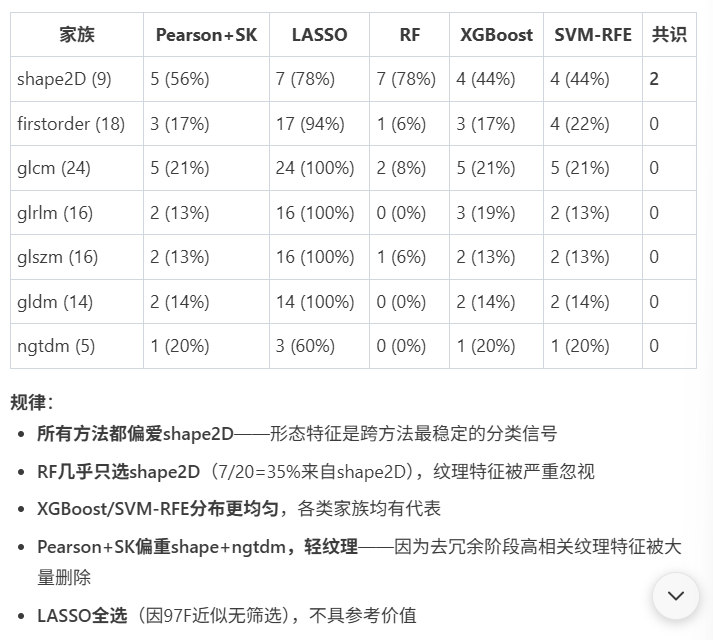 家族 Pearson+SK LASSO RF XGBoost SVM-RFE 共识
shape2D (9) 5 (56%) 7 (78%) 7 (78%) 4 (44%) 4 (44%) 2
firstorder (18) 3 (17%) 17 (94%) 1 (6%) 3 (17%) 4 (22%) 0
glcm (24) 5 (21%) 24 (100%) 2 (8%) 5 (21%) 5 (21%) 0
glrlm (16) 2 (13%) 16 (100%) 0 (0%) 3 (19%) 2 (13%) 0
glszm (16) 2 (13%) 16 (100%) 1 (6%) 2 (13%) 2 (13%) 0
gldm (14) 2 (14%) 14 (100%) 0 (0%) 2 (14%) 2 (14%) 0
ngtdm (5) 1 (20%) 3 (60%) 0 (0%) 1 (20%) 1 (20%) 0
规律：
• 所有方法都偏爱shape2D——形态特征是跨方法最稳定的分类信号
• RF几乎只选shape2D（7/20=35%来自shape2D），纹理特征被严重忽视
• XGBoost/SVM-RFE分布更均匀，各类家族均有代表
• Pearson+SK偏重shape+ngtdm，轻纹理——因为去冗余阶段高相关纹理特征被大
量删除
• LASSO全选（因97F近似无筛选），不具参考价值